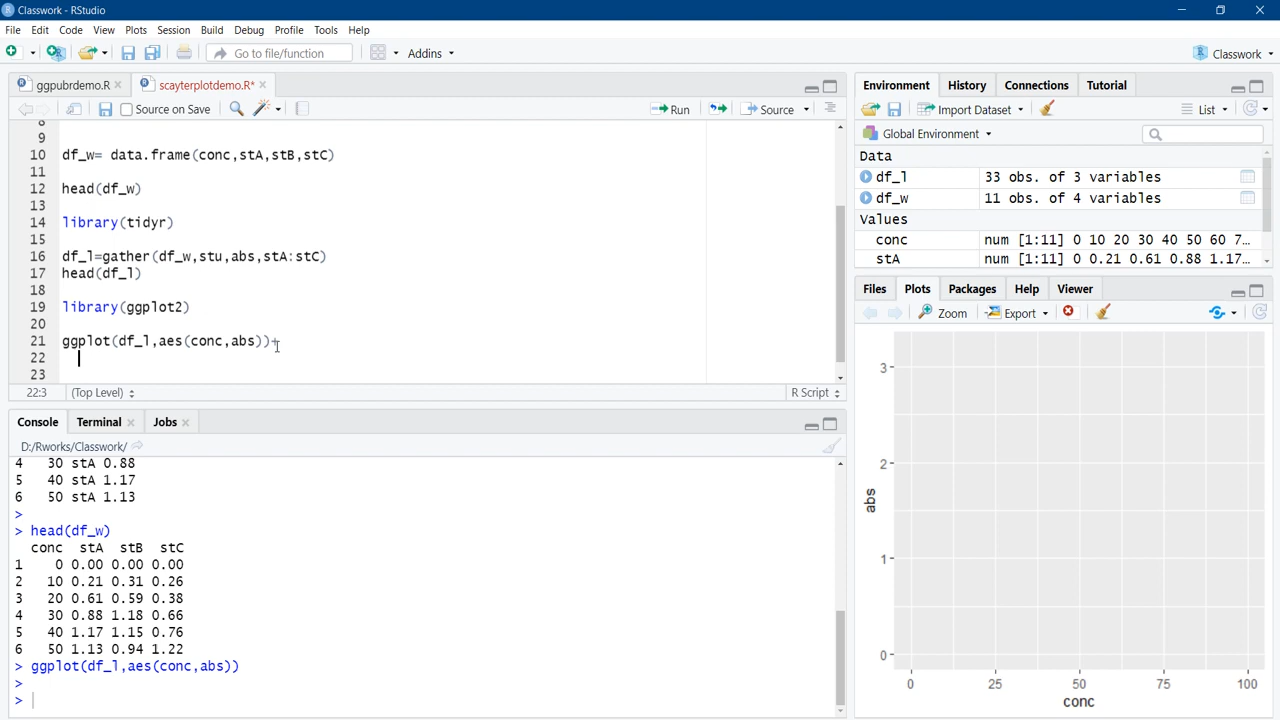 Classwork - RStudio
File Edit Code View Plots Session Build Debug Profile Tools Help
Go to file/function Addins Classwork
ggpubrdemo.R scayterplotdemo.R*
Source on Save Run Source
8
9
10 df_w= data.frame(conc,stA,stB,stC)
11
12 head(df_w)
13
14 library(tidyr)
15
16 df_l=gather(df_w,stu,abs,stA:stC)
17 head(df_l)
18
19 library(ggplot2)
20
21 ggplot(df_l,aes(conc,abs))+
22
23
22:3 (Top Level) R Script
Console Terminal Jobs
D:/Rworks/Classwork/
4 30 stA 0.88
5 40 stA 1.17
6 50 stA 1.13
>
> head(df_w)
conc stA stB stC
1 0 0.00 0.00 0.00
2 10 0.21 0.31 0.26
3 20 0.61 0.59 0.38
4 30 0.88 1.18 0.66
5 40 1.17 1.15 0.76
6 50 1.13 0.94 1.22
> ggplot(df_l,aes(conc,abs))
>
>
Environment History Connections Tutorial
Import Dataset List
Global Environment
Data
df_l 33 obs. of 3 variables
df_w 11 obs. of 4 variables
Values
conc num [1:11] 0 10 20 30 40 50 60 7…
stA num [1:11] 0 0.21 0.61 0.88 1.17…
Files Plots Packages Help Viewer
Zoom Export
3
2
abs
1
0
0 25 50 75 100
conc